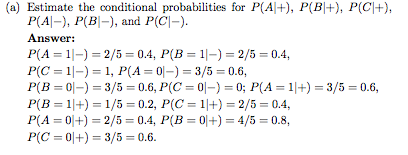 (a) Estimate the conditional probabilities for P(A|+), P(B|+), P(C|+),
P(A|−), P(B|−), and P(C|−).
Answer:
P(A = 1|−) = 2/5 = 0.4, P(B = 1|−) = 2/5 = 0.4,
P(C = 1|−) = 1, P(A = 0|−) = 3/5 = 0.6,
P(B = 0|−) = 3/5 = 0.6, P(C = 0|−) = 0; P(A = 1|+) = 3/5 = 0.6,
P(B = 1|+) = 1/5 = 0.2, P(C = 1|+) = 2/5 = 0.4,
P(A = 0|+) = 2/5 = 0.4, P(B = 0|+) = 4/5 = 0.8,
P(C = 0|+) = 3/5 = 0.6.